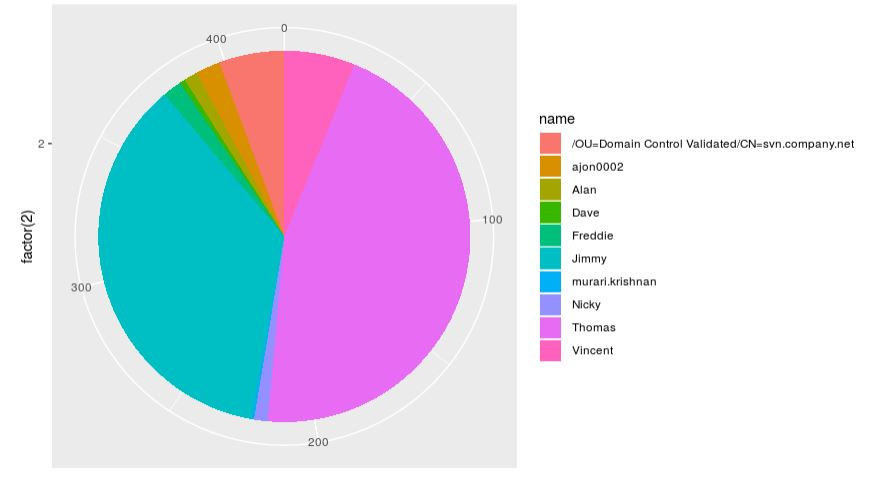 0
400
2
100
factor(2)
300
200
name
/OU=Domain Control Validated/CN=svn.company.net
ajon0002
Alan
Dave
Freddie
Jimmy
murari.krishnan
Nicky
Thomas
Vincent